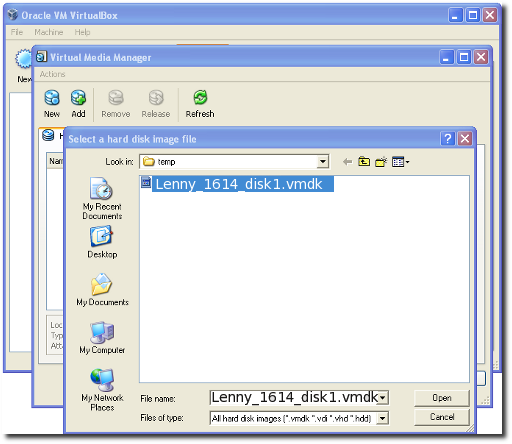 Oracle VM VirtualBox
File Machine Help
New
Virtual Media Manager
Actions
New Add Remove Release Refresh
H
Nam
Select a hard disk image file
Look in: temp
Lenny_1614_disk1.vmdk
My Recent
Documents
Desktop
My Documents
My Computer
My Network
Places
Loc
Typ
Att
File name: Lenny_1614_disk1.vmdk Open
Files of type: All hard disk images (*.vmdk *.vdi *.vhd *.hdd) Cancel